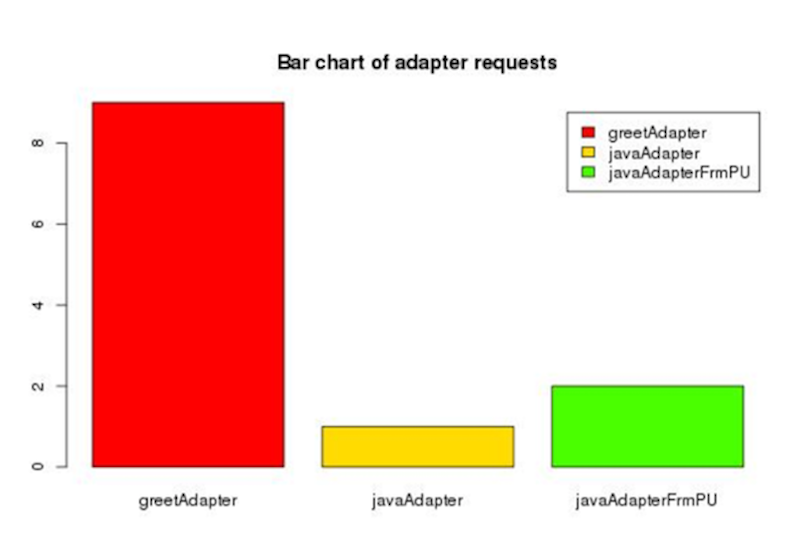 Bar chart of adapter requests
greetAdapter
javaAdapter
javaAdapterFrmPU
8
6
4
2
0
greetAdapter javaAdapter javaAdapterFrmPU